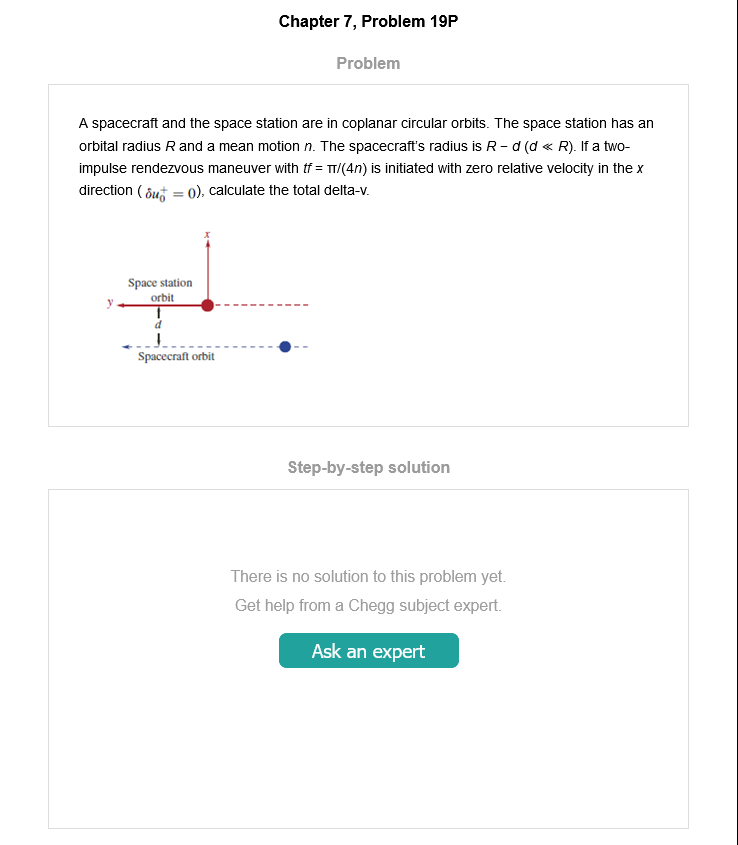 Chapter 7, Problem 19P
Problem
A spacecraft and the space station are in coplanar circular orbits. The space station has an
orbital radius R and a mean motion n. The spacecraft's radius is R − d (d ≪ R). If a two-
impulse rendezvous maneuver with tf = π/(4n) is initiated with zero relative velocity in the x
direction ( δu₀⁺ = 0), calculate the total delta-v.
x
Space station
orbit
y
d
Spacecraft orbit
Step-by-step solution
There is no solution to this problem yet.
Get help from a Chegg subject expert.
Ask an expert